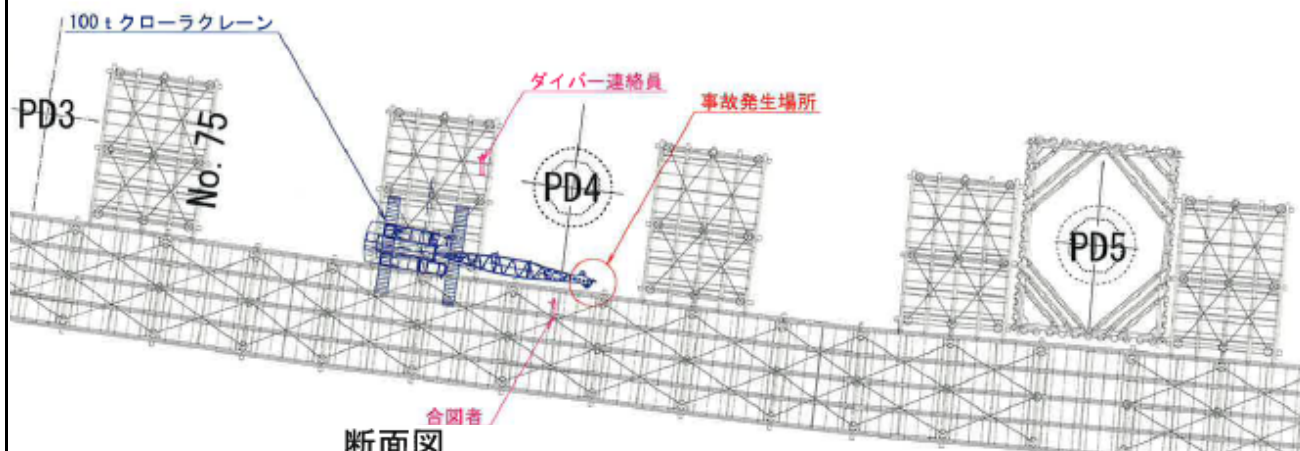 100tクローラクレーン
ダイバー連絡員
事故発生場所
PD3
No. 75
PD4
PD5
合図者
断面図